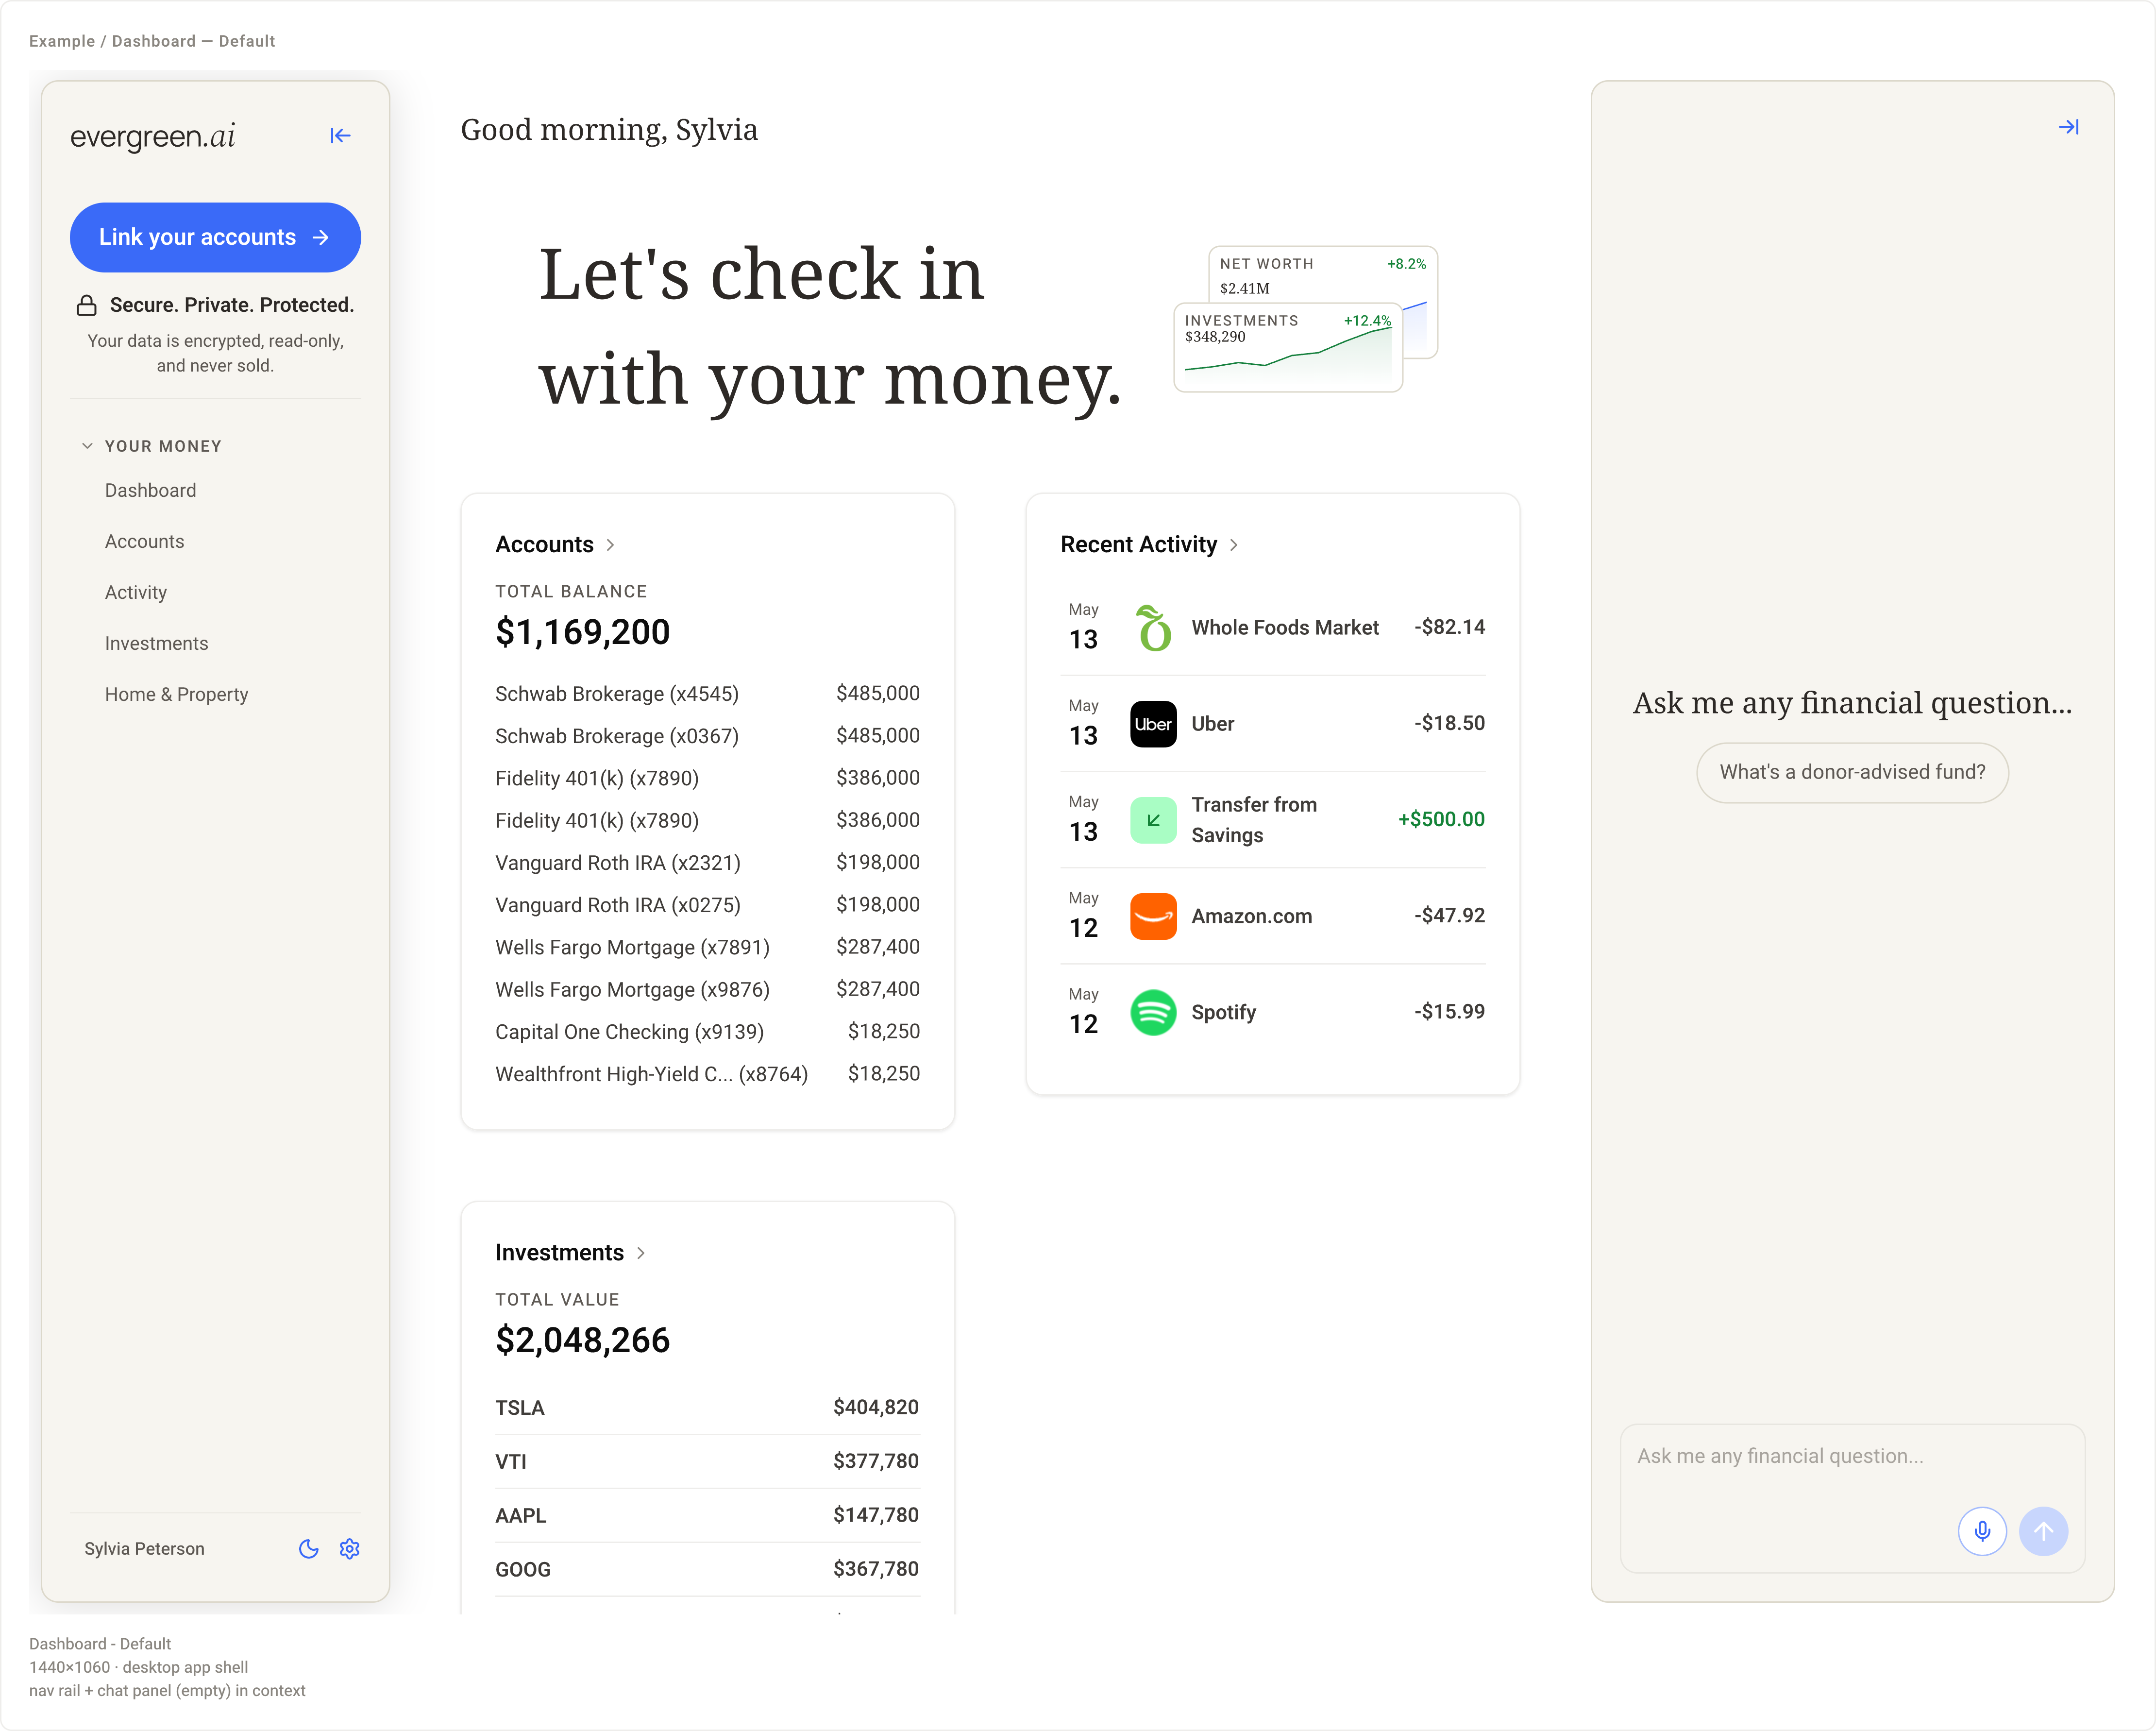 Example / Dashboard — Default
evergreen.ai
Link your accounts
Secure. Private. Protected.
Your data is encrypted, read-only,
and never sold.
YOUR MONEY
Dashboard
Accounts
Activity
Investments
Home & Property
Sylvia Peterson
Good morning, Sylvia
Let's check in
with your money.
NET WORTH +8.2%
$2.41M
INVESTMENTS +12.4%
$348,290
Accounts
TOTAL BALANCE
$1,169,200
Schwab Brokerage (x4545) $485,000
Schwab Brokerage (x0367) $485,000
Fidelity 401(k) (x7890) $386,000
Fidelity 401(k) (x7890) $386,000
Vanguard Roth IRA (x2321) $198,000
Vanguard Roth IRA (x0275) $198,000
Wells Fargo Mortgage (x7891) $287,400
Wells Fargo Mortgage (x9876) $287,400
Capital One Checking (x9139) $18,250
Wealthfront High-Yield C... (x8764) $18,250
Recent Activity
May
13
Whole Foods Market -$82.14
May
13
Uber
Uber -$18.50
May
13
Transfer from
Savings
+$500.00
May
12
Amazon.com -$47.92
May
12
Spotify -$15.99
Investments
TOTAL VALUE
$2,048,266
TSLA $404,820
VTI $377,780
AAPL $147,780
GOOG $367,780
Ask me any financial question...
What's a donor-advised fund?
Ask me any financial question...
Dashboard - Default
1440×1060 · desktop app shell
nav rail + chat panel (empty) in context